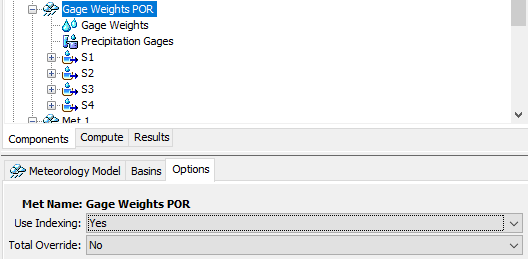 Gage Weights POR
Gage Weights
Precipitation Gages
S1
S2
S3
S4
Met 1
Components Compute Results
Meteorology Model Basins Options
Met Name: Gage Weights POR
Use Indexing: Yes
Total Override: No